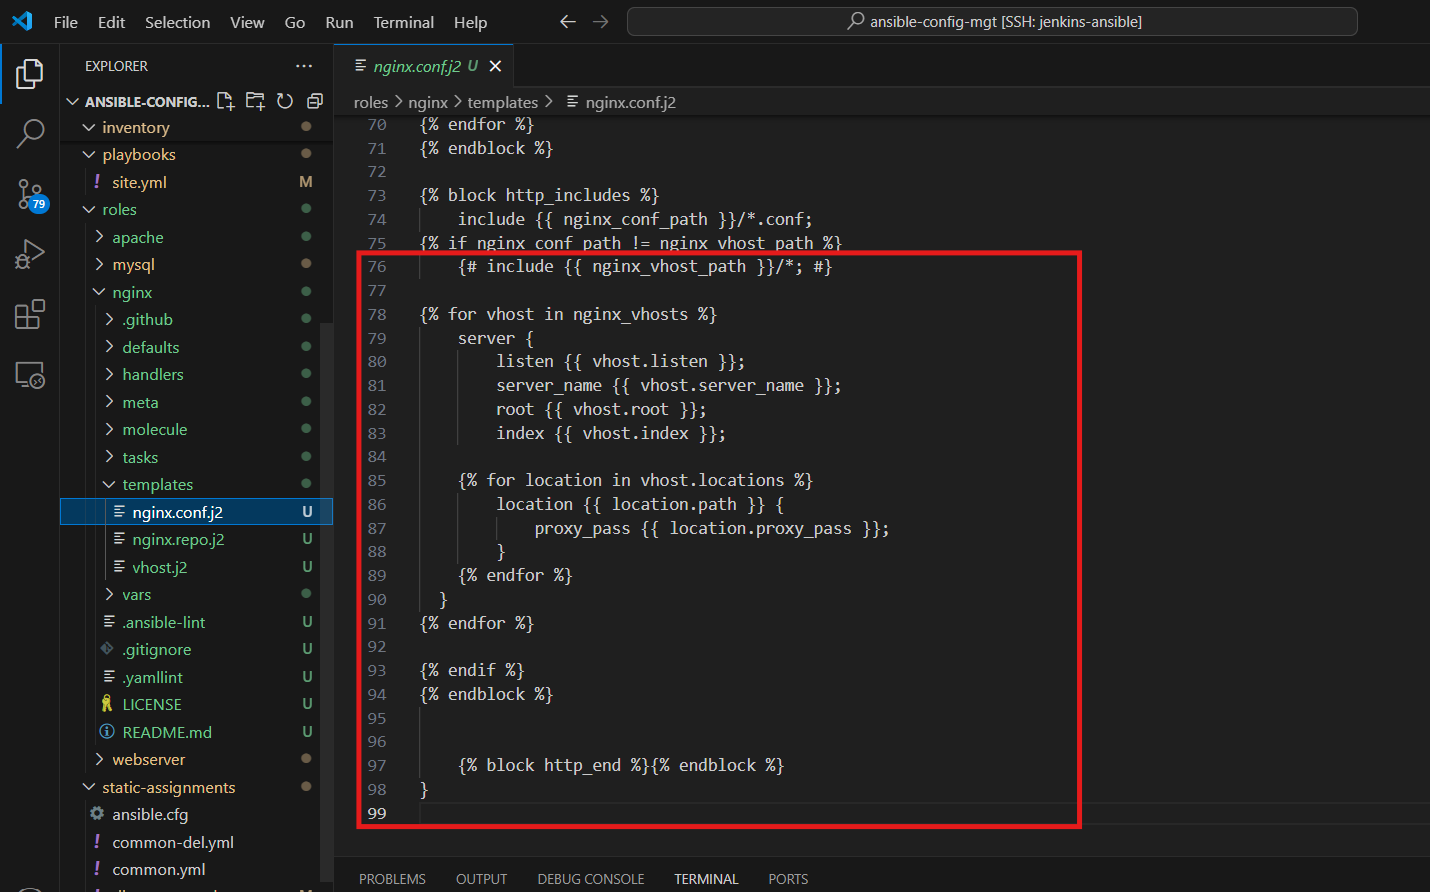 File Edit Selection View Go Run Terminal Help
ansible-config-mgt [SSH: jenkins-ansible]
EXPLORER
ANSIBLE-CONFIG...
inventory
playbooks
! site.yml M
roles
apache
mysql
nginx
.github
defaults
handlers
meta
molecule
tasks
templates
nginx.conf.j2 U
nginx.repo.j2 U
vhost.j2 U
vars
.ansible-lint U
.gitignore U
.yamllint U
LICENSE U
README.md U
webserver
static-assignments
ansible.cfg
! common-del.yml
! common.yml
79
nginx.conf.j2 U
roles > nginx > templates > nginx.conf.j2
70 {% endfor %}
71 {% endblock %}
72
73 {% block http_includes %}
74 include {{ nginx_conf_path }}/*.conf;
75 {% if nginx_conf_path != nginx_vhost_path %}
76 {# include {{ nginx_vhost_path }}/*; #}
77
78 {% for vhost in nginx_vhosts %}
79 server {
80 listen {{ vhost.listen }};
81 server_name {{ vhost.server_name }};
82 root {{ vhost.root }};
83 index {{ vhost.index }};
84
85 {% for location in vhost.locations %}
86 location {{ location.path }} {
87 proxy_pass {{ location.proxy_pass }};
88 }
89 {% endfor %}
90 }
91 {% endfor %}
92
93 {% endif %}
94 {% endblock %}
95
96
97 {% block http_end %}{% endblock %}
98 }
99
PROBLEMS OUTPUT DEBUG CONSOLE TERMINAL PORTS